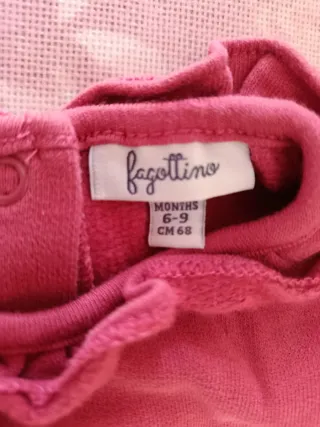 fagottino
MONTHS
6-9
CM 68